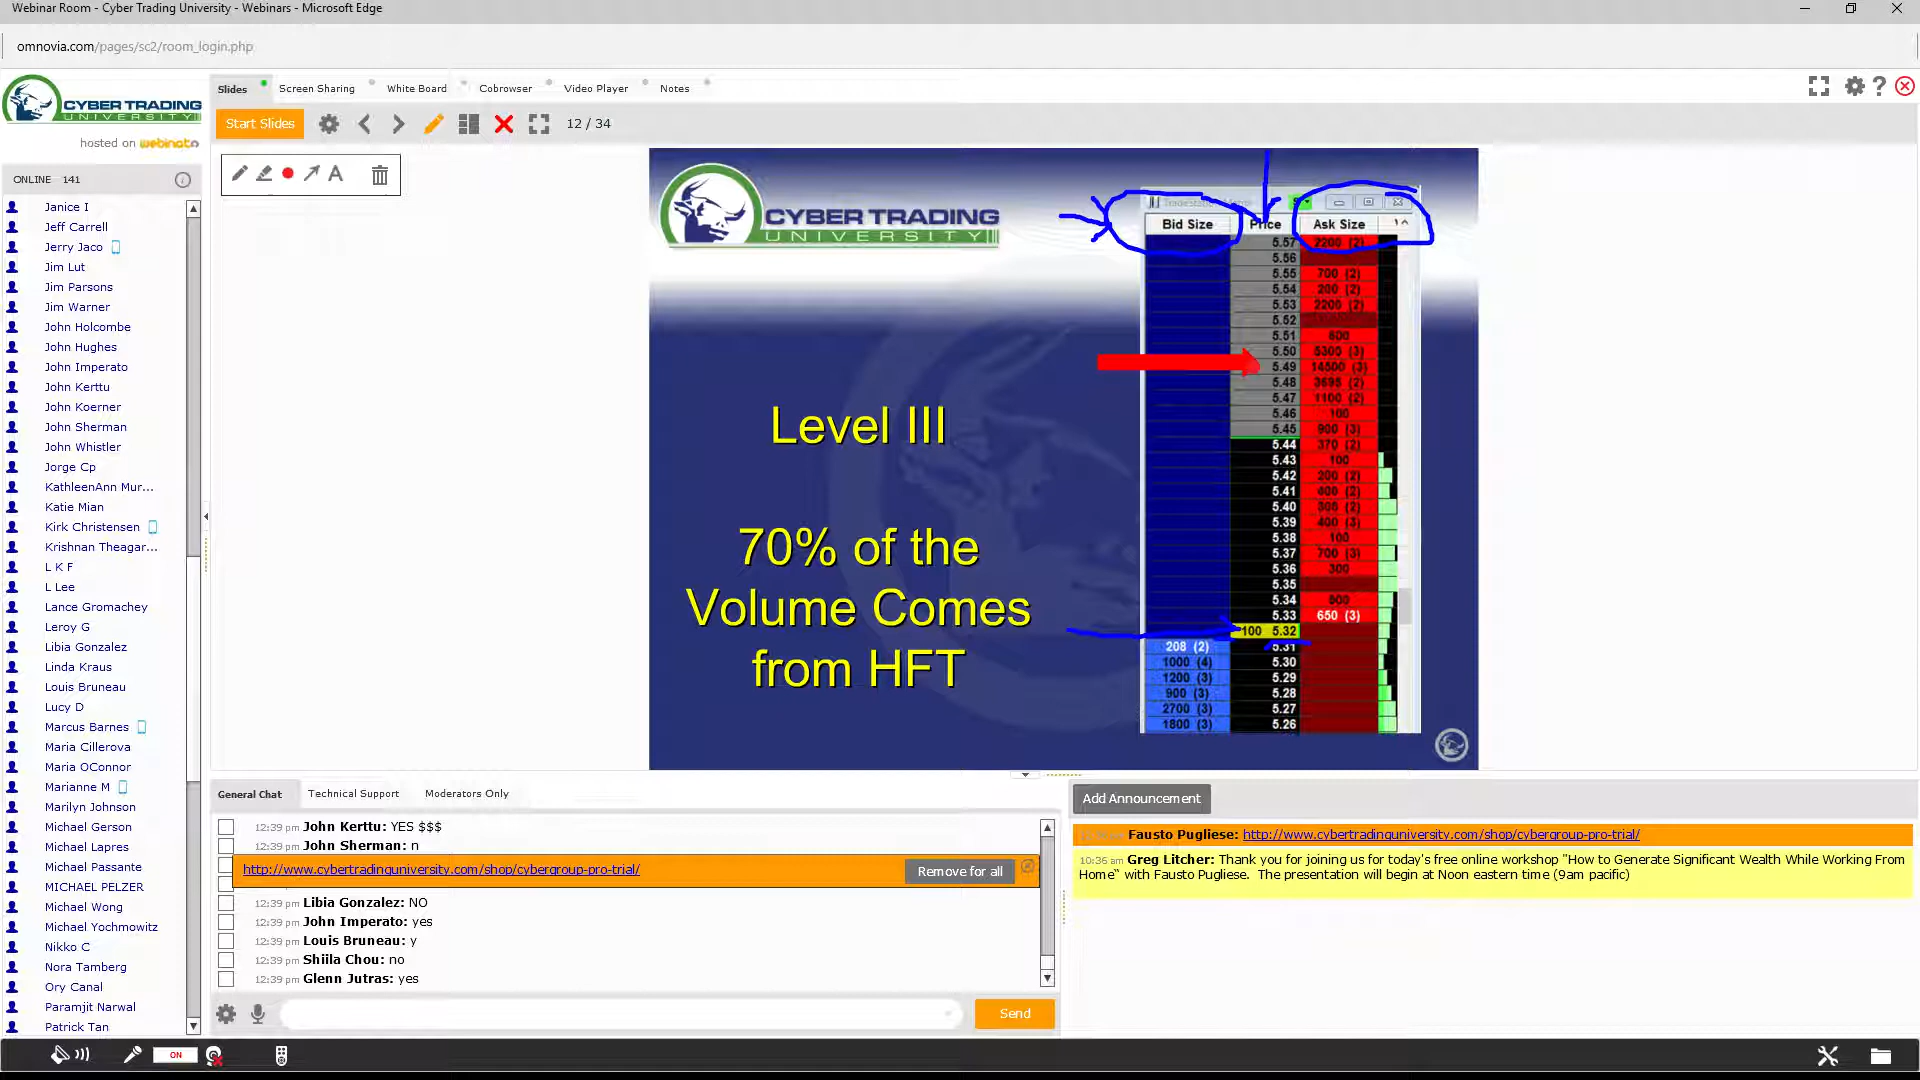 Webinar Room - Cyber Trading University - Webinars - Microsoft Edge
omnovia.com/pages/sc2/room_login.php
CYBER TRADING
UNIVERSITY
hosted on webinato
Slides Screen Sharing White Board Cobrowser Video Player Notes
Start Slides 12 / 34
ONLINE 141
Janice I
Jeff Carrell
Jerry Jaco
Jim Lut
Jim Parsons
Jim Warner
John Holcombe
John Hughes
John Imperato
John Kerttu
John Koerner
John Sherman
John Whistler
Jorge Cp
KathleenAnn Mur...
Katie Mian
Kirk Christensen
Krishnan Theagar...
L K F
L Lee
Lance Gromachey
Leroy G
Libia Gonzalez
Linda Kraus
Louis Bruneau
Lucy D
Marcus Barnes
Maria Cillerova
Maria OConnor
Marianne M
Marilyn Johnson
Michael Gerson
Michael Lapres
Michael Passante
MICHAEL PELZER
Michael Wong
Michael Yochmowitz
Nikko C
Nora Tamberg
Ory Canal
Paramjit Narwal
Patrick Tan
CYBER TRADING
UNIVERSITY
Level III
70% of the
Volume Comes
from HFT
Bid Size Price Ask Size
5.57 2200 (2)
5.56
5.55 700 (2)
5.54 200 (2)
5.53 2200 (2)
5.52
5.51 800
5.50 5300 (3)
5.49 14500 (3)
5.48 3695 (2)
5.47 1100 (2)
5.46 100
5.45 900 (3)
5.44 370 (2)
5.43 100
5.42 200 (2)
5.41 400 (2)
5.40 (2)
5.39 400 (3)
5.38 100
5.37 700 (3)
5.36 300
5.35
5.34
5.33 650 (3)
100 5.32
208 (2) 5.31
1000 (4) 5.30
1200 (3) 5.29
900 (3) 5.28
2700 (3) 5.27
1800 (3) 5.26
General Chat Technical Support Moderators Only
12:39 pm John Kerttu: YES $$$
12:39 pm John Sherman: n
http://www.cybertradinguniversity.com/shop/cybergroup-pro-trial/ Remove for all
12:39 pm Libia Gonzalez: NO
12:39 pm John Imperato: yes
12:39 pm Louis Bruneau: y
12:39 pm Shiila Chou: no
12:39 pm Glenn Jutras: yes
Send
Add Announcement
Fausto Pugliese: http://www.cybertradinguniversity.com/shop/cybergroup-pro-trial/
10:36 am Greg Litcher: Thank you for joining us for today's free online workshop "How to Generate Significant Wealth While Working From
Home" with Fausto Pugliese. The presentation will begin at Noon eastern time (9am pacific)
ON